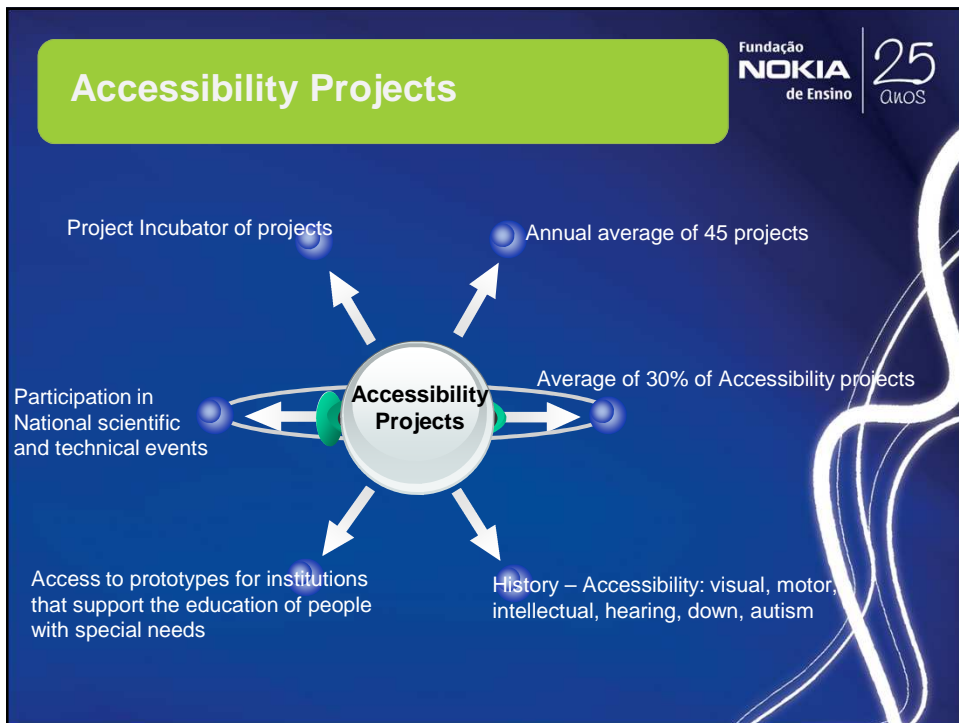 Accessibility Projects
Fundação
NOKIA
de Ensino
25
anos
Project Incubator of projects
Annual average of 45 projects
Participation in
National scientific
and technical events
Accessibility
Projects
Average of 30% of Accessibility projects
Access to prototypes for institutions
that support the education of people
with special needs
History – Accessibility: visual, motor,
intellectual, hearing, down, autism